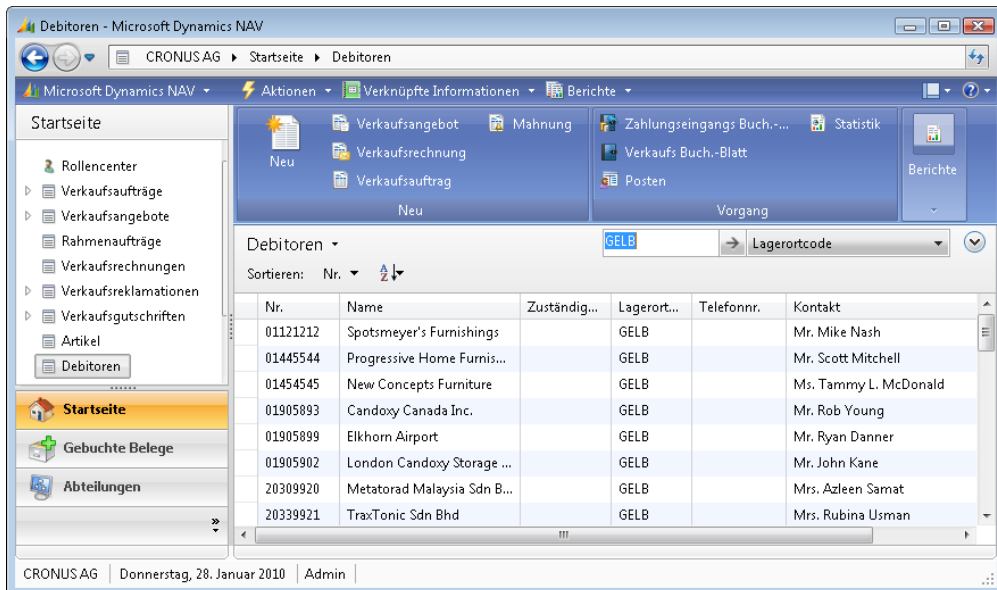 Debitoren - Microsoft Dynamics NAV
CRONUS AG Startseite Debitoren
Microsoft Dynamics NAV Aktionen Verknüpfte Informationen Berichte
Startseite
Rollencenter
Verkaufsaufträge
Verkaufsangebote
Rahmenaufträge
Verkaufsrechnungen
Verkaufsreklamationen
Verkaufsgutschriften
Artikel
Debitoren
Startseite
Gebuchte Belege
Abteilungen
Neu
Verkaufsangebot Mahnung
Verkaufsrechnung
Verkaufsauftrag
Neu
Zahlungseingangs Buch.-... Statistik
Verkaufs Buch.-Blatt
Posten
Vorgang
Berichte
Debitoren GELB Lagerortcode
Sortieren: Nr.
Nr. Name Zuständig... Lagerort... Telefonnr. Kontakt
01121212 Spotsmeyer's Furnishings GELB Mr. Mike Nash
01445544 Progressive Home Furnis... GELB Mr. Scott Mitchell
01454545 New Concepts Furniture GELB Ms. Tammy L. McDonald
01905893 Candoxy Canada Inc. GELB Mr. Rob Young
01905899 Elkhorn Airport GELB Mr. Ryan Danner
01905902 London Candoxy Storage ... GELB Mr. John Kane
20309920 Metatorad Malaysia Sdn B... GELB Mrs. Azleen Samat
20339921 TraxTonic Sdn Bhd GELB Mrs. Rubina Usman
CRONUS AG Donnerstag, 28. Januar 2010 Admin